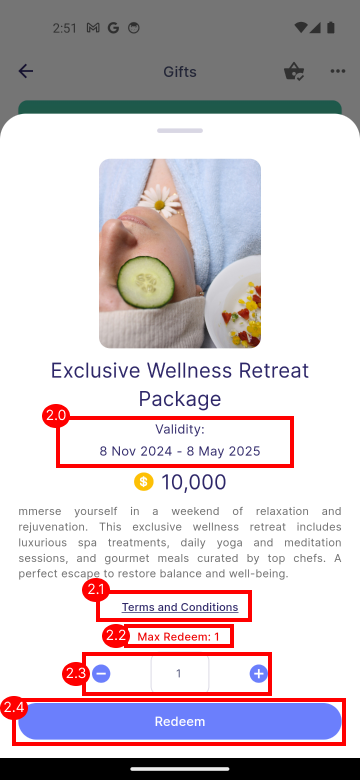 2:51
Gifts
Exclusive Wellness Retreat
Package
2.0
Validity:
8 Nov 2024 - 8 May 2025
$ 10,000
mmerse yourself in a weekend of relaxation and
rejuvenation. This exclusive wellness retreat includes
luxurious spa treatments, daily yoga and meditation
sessions, and gourmet meals curated by top chefs. A
perfect escape to restore balance and well-being.
2.1
Terms and Conditions
2.2 Max Redeem: 1
2.3 1
2.4
Redeem